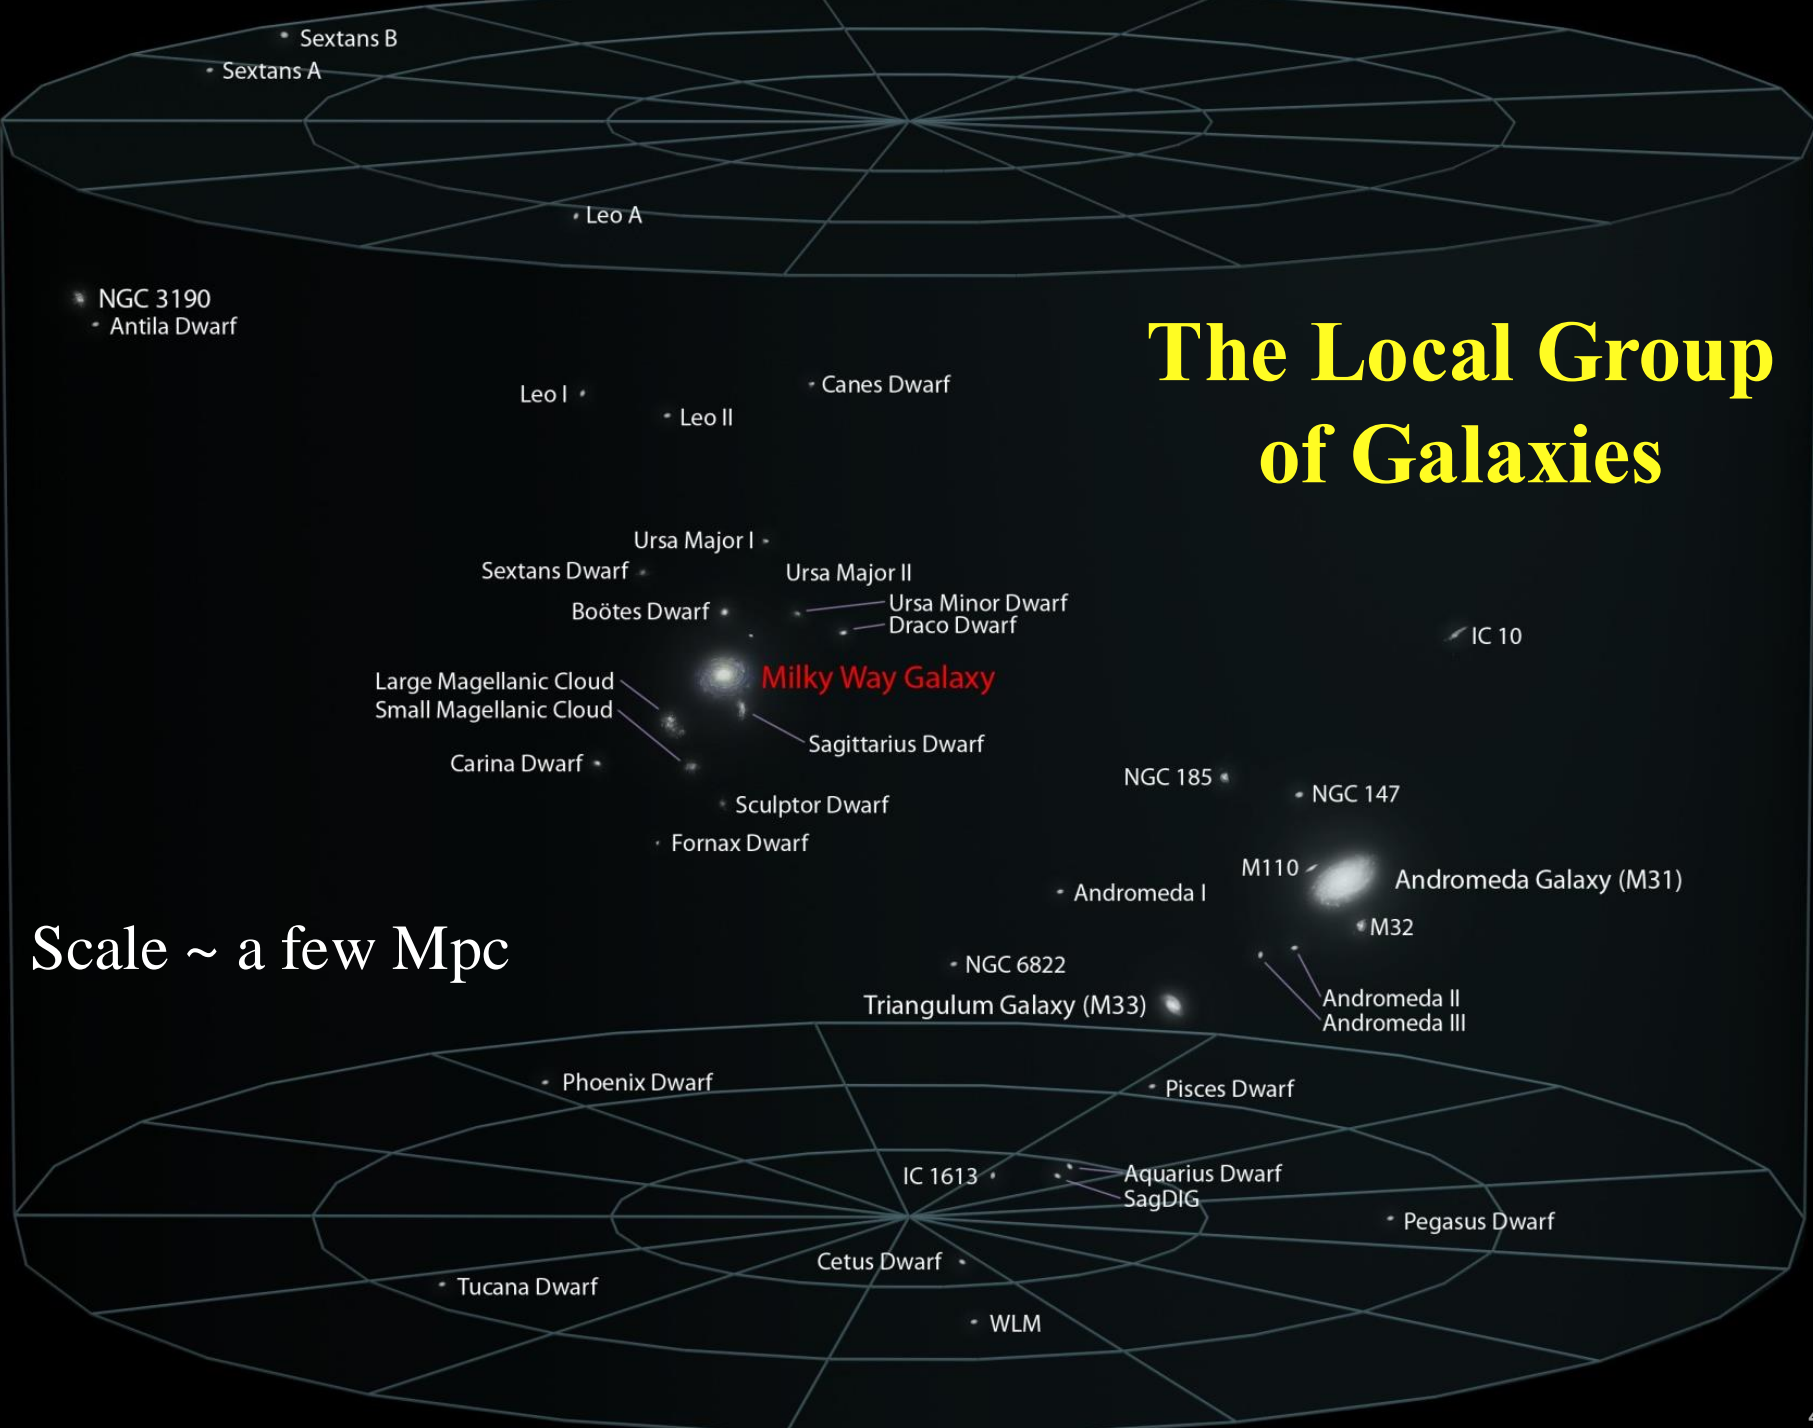 Sextans B
Sextans A
Leo A
NGC 3190
Antila Dwarf
The Local Group
of Galaxies
Leo I
Canes Dwarf
Leo II
Ursa Major I
Sextans Dwarf
Ursa Major II
Boötes Dwarf
Ursa Minor Dwarf
Draco Dwarf
IC 10
Milky Way Galaxy
Large Magellanic Cloud
Small Magellanic Cloud
Sagittarius Dwarf
Carina Dwarf
NGC 185
NGC 147
Sculptor Dwarf
Fornax Dwarf
M110
Andromeda Galaxy (M31)
Andromeda I
M32
Scale ~ a few Mpc
NGC 6822
Triangulum Galaxy (M33)
Andromeda II
Andromeda III
Phoenix Dwarf
Pisces Dwarf
IC 1613
Aquarius Dwarf
SagDIG
Pegasus Dwarf
Cetus Dwarf
Tucana Dwarf
WLM